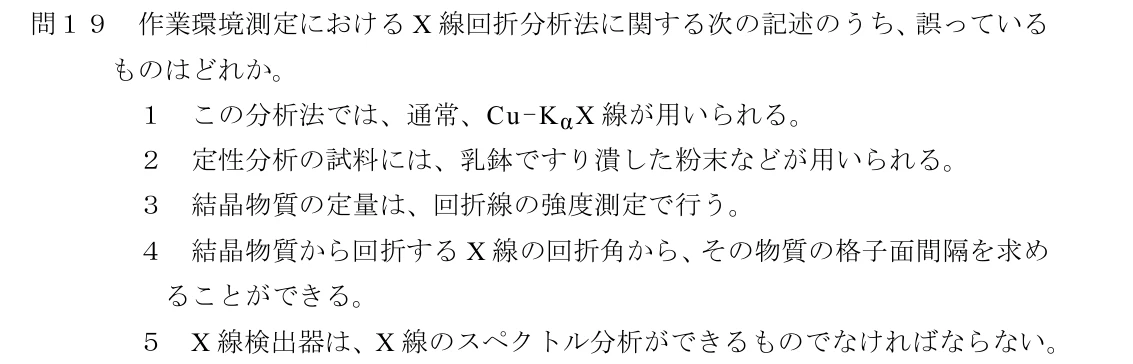 問１９　作業環境測定における X 線回折分析法に関する次の記述のうち、誤っている
ものはどれか。
１　この分析法では、通常、Cu−KαX 線が用いられる。
２　定性分析の試料には、乳鉢ですり潰した粉末などが用いられる。
３　結晶物質の定量は、回折線の強度測定で行う。
４　結晶物質から回折する X 線の回折角から、その物質の格子面間隔を求め
ることができる。
５　X 線検出器は、X 線のスペクトル分析ができるものでなければならない。